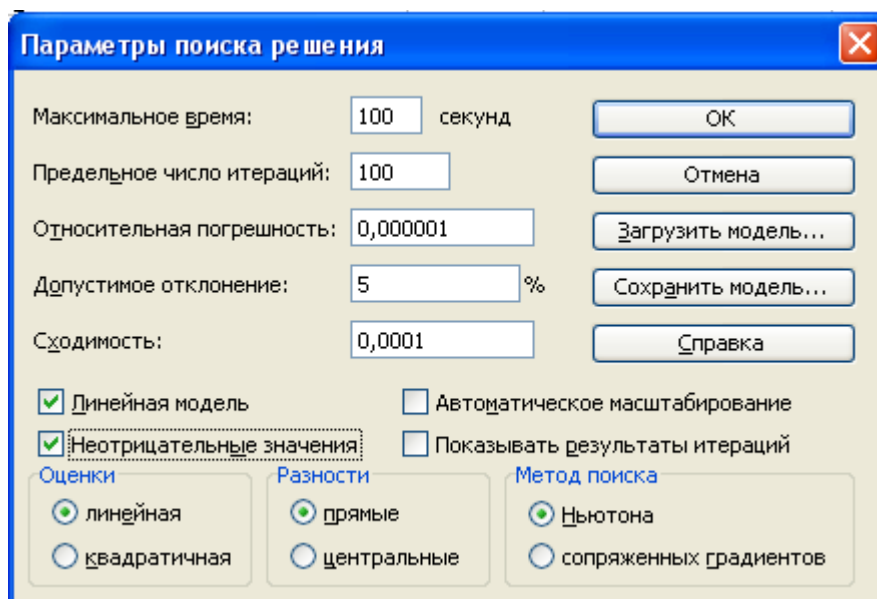 Параметры поиска решения
Максимальное время: 100 секунд
ОК
Предельное число итераций: 100
Отмена
Относительная погрешность: 0,000001
Загрузить модель...
Допустимое отклонение: 5 %
Сохранить модель...
Сходимость: 0,0001
Справка
Линейная модель
Автоматическое масштабирование
Неотрицательные значения
Показывать результаты итераций
Оценки
линейная
квадратичная
Разности
прямые
центральные
Метод поиска
Ньютона
сопряженных градиентов